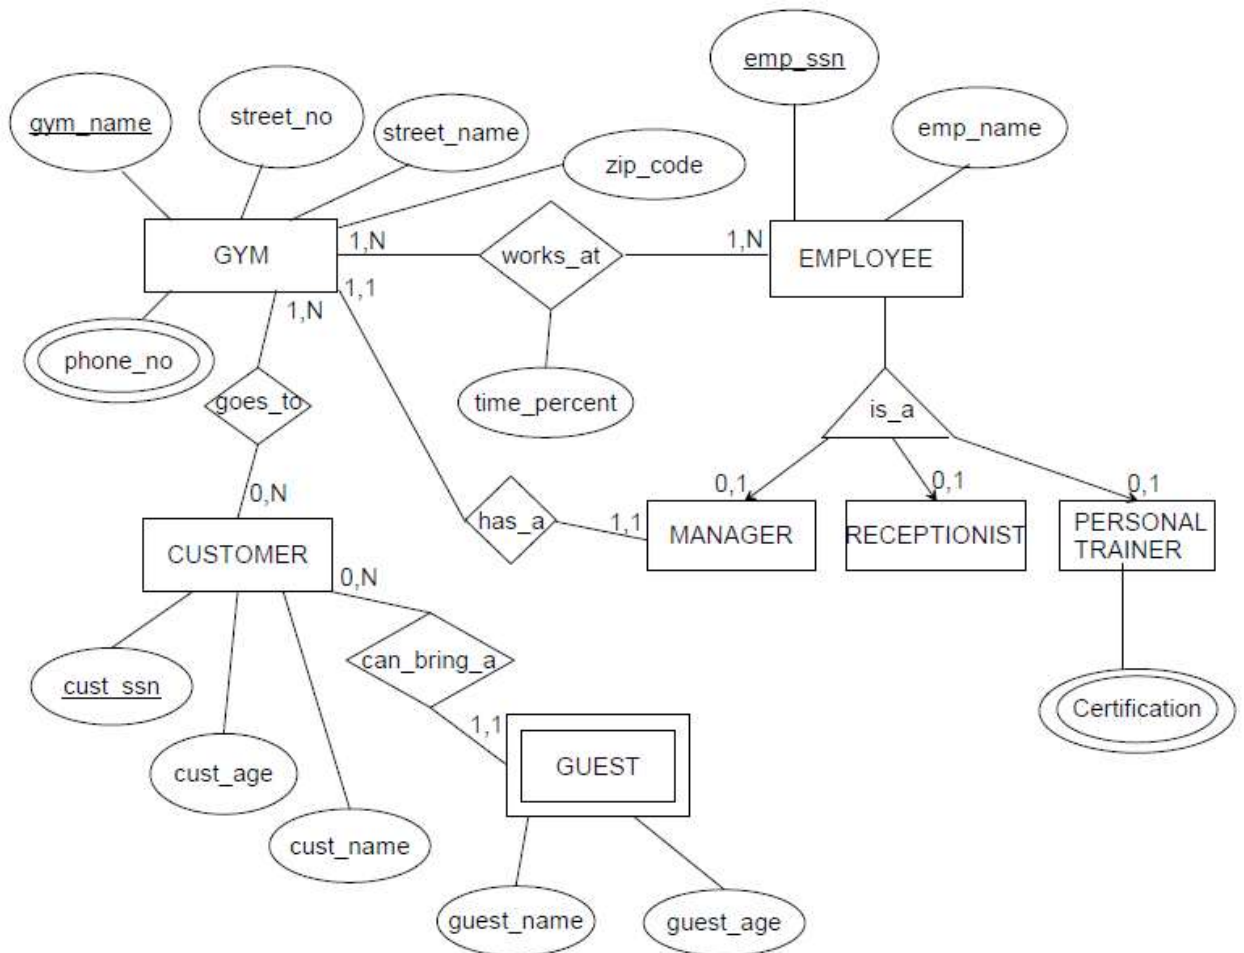 emp_ssn
gym_name
street_no
street_name
emp_name
zip_code
GYM
1,N
works_at
1,N
EMPLOYEE
1,1
1,N
phone_no
goes_to
time_percent
is_a
0,N
has_a
1,1
0,1
0,1
0,1
MANAGER
RECEPTIONIST
PERSONAL
TRAINER
CUSTOMER
0,N
can_bring_a
cust_ssn
1,1
Certification
cust_age
GUEST
cust_name
guest_name
guest_age